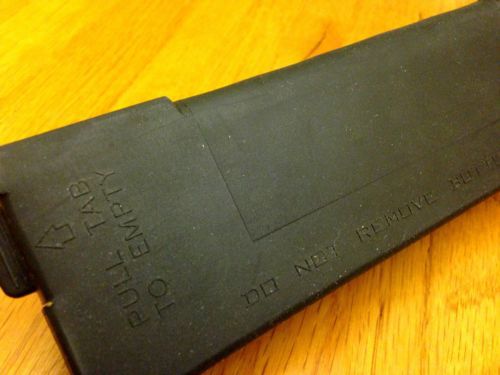 PULL TAB
TO EMPTY
DO NOT REMOVE